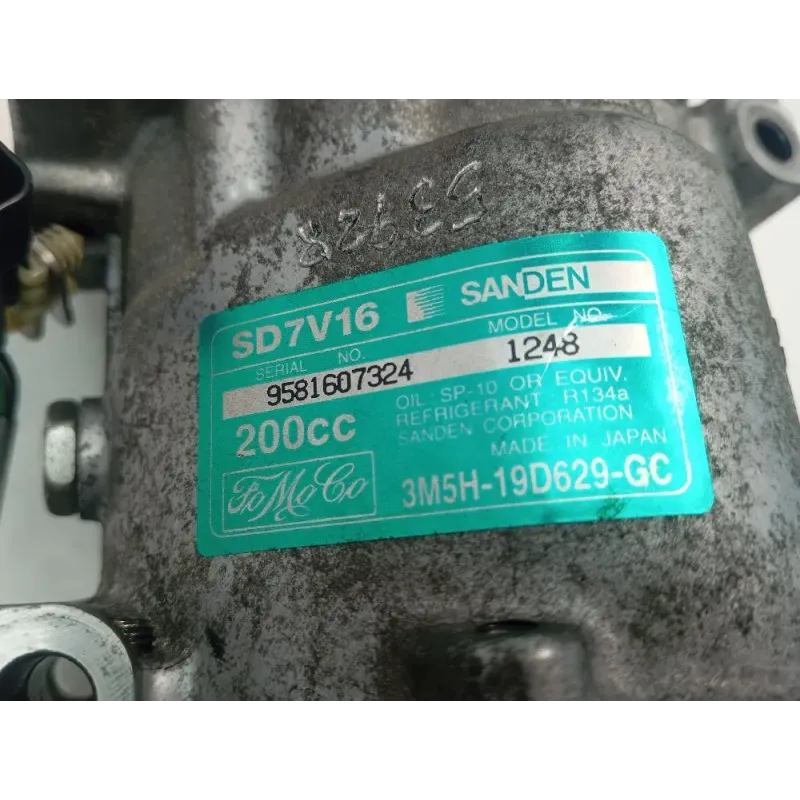 SD7V16 SANDEN
SERIAL NO. MODEL NO.
9581607324 1248
200cc OIL SP-10 OR EQUIV.
REFRIGERANT R134a
SANDEN CORPORATION
MADE IN JAPAN
FoMoCo 3M5H-19D629-GC